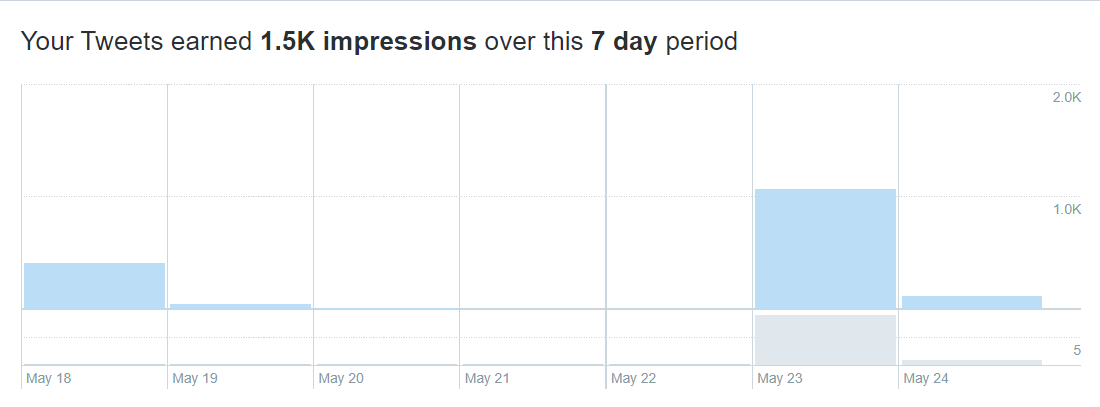 Your Tweets earned 1.5K impressions over this 7 day period
2.0K
1.0K
5
May 18 May 19 May 20 May 21 May 22 May 23 May 24